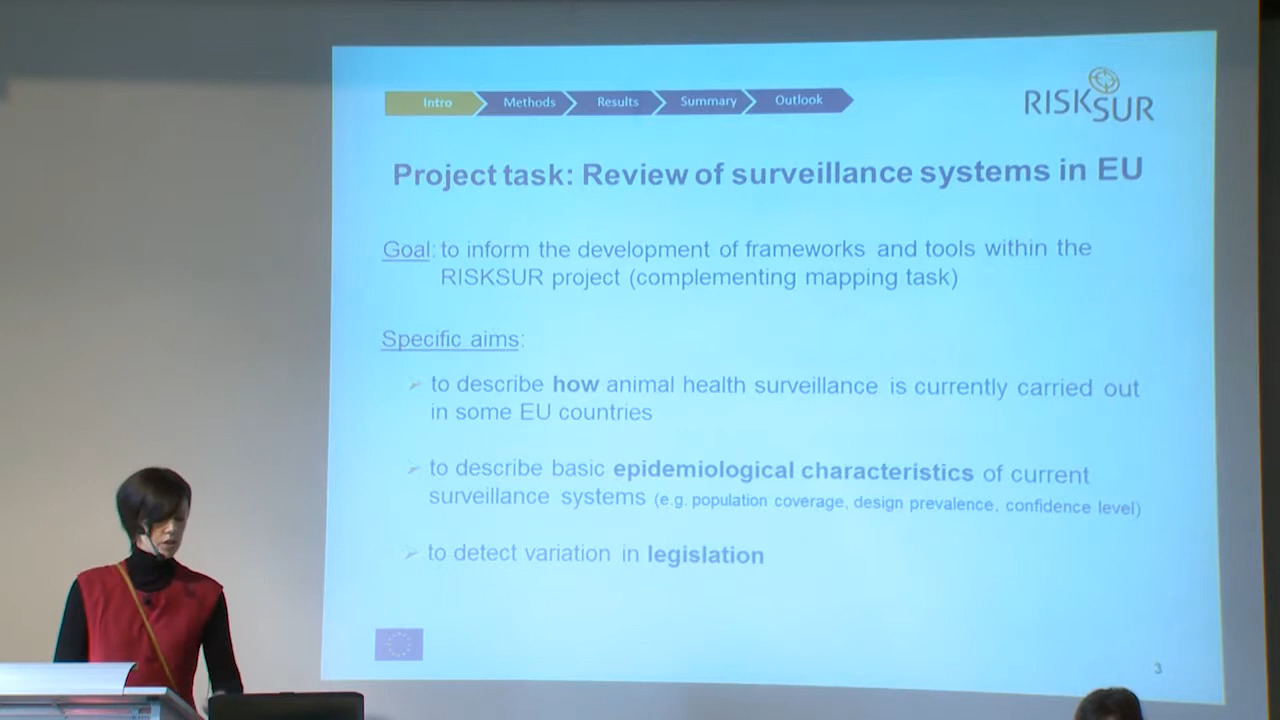 Intro Methods Results Summary Outlook
RISKSUR
Project task: Review of surveillance systems in EU
Goal: to inform the development of frameworks and tools within the
RISKSUR project (complementing mapping task)
Specific aims:
to describe how animal health surveillance is currently carried out
in some EU countries
to describe basic epidemiological characteristics of current
surveillance systems (e.g. population coverage, design prevalence, confidence level)
to detect variation in legislation
3